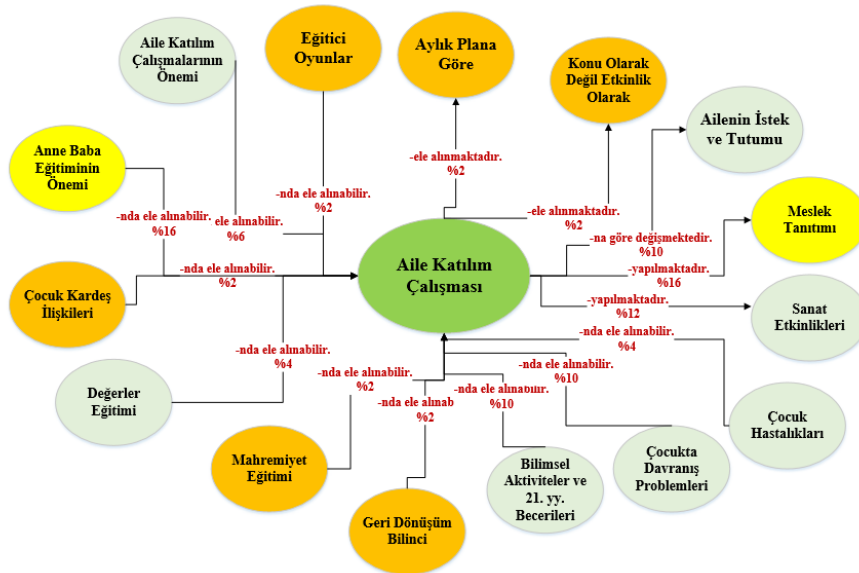 Aile Katılım
Çalışmalarının
Önemi
Eğitici
Oyunlar
Aylık Plana
Göre
Konu Olarak
Değil Etkinlik
Olarak
Ailenin İstek
ve Tutumu
Anne Baba
Eğitiminin
Önemi
Meslek
Tanıtımı
-nda ele alınabilir.
%16
ele alınabilir.
%6
-nda ele alınabilir.
%2
-ele alınmaktadır.
%2
-ele alınmaktadır.
%2
-na göre değişmektedir.
%10
-yapılmaktadır.
%16
-yapılmaktadır.
%12
Aile Katılım
Çalışması
Çocuk Kardeş
İlişkileri
-nda ele alınabilir.
%2
Sanat
Etkinlikleri
Değerler
Eğitimi
-nda ele alınabilir.
%4
-nda ele alınabilir.
%2
-nda ele alınab
%2
-nda ele alınabilir.
%10
-nda ele alınabilir.
%10
-nda ele alınabilir.
%4
Çocuk
Hastalıkları
Mahremiyet
Eğitimi
Geri Dönüşüm
Bilinci
Bilimsel
Aktiviteler ve
21. yy.
Becerileri
Çocukta
Davranış
Problemleri